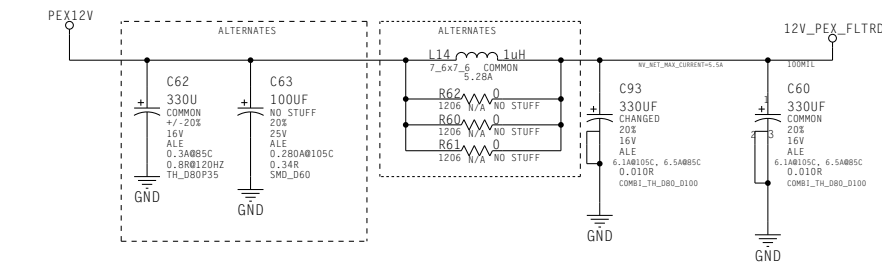 PEX12V
ALTERNATES
ALTERNATES
12V_PEX_FLTRD
L14 1uH
7_6x7_6 COMMON
5.28A
NV_NET_MAX_CURRENT=5.5A
100MIL
C62
330U
COMMON
+/-20%
16V
ALE
0.3A@85C
0.8R@120HZ
TH_D80P35
GND
C63
100UF
NO STUFF
20%
25V
ALE
0.280A@105C
0.34R
SMD_D60
GND
R62 0
1206 N/A NO STUFF
R60 0
1206 N/A NO STUFF
R61 0
1206 N/A NO STUFF
C93
330UF
CHANGED
20%
16V
ALE
6.1A@105C, 6.5A@85C
0.010R
COMBI_TH_D80_D100
GND
1
2 3
C60
330UF
COMMON
20%
16V
ALE
6.1A@105C, 6.5A@85C
0.010R
COMBI_TH_D80_D100
GND